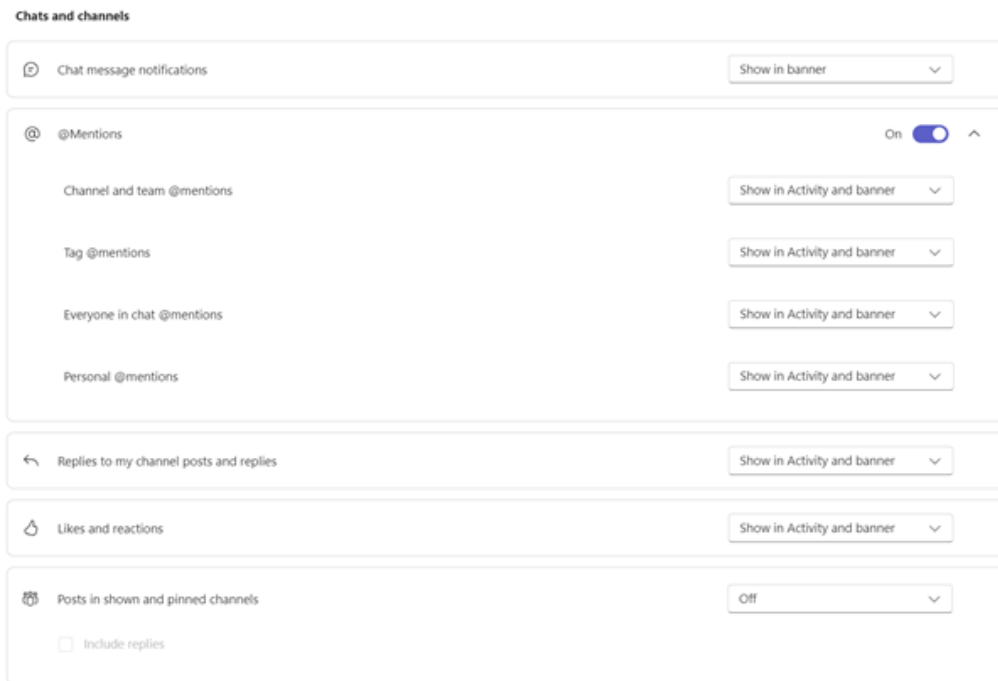 Chats and channels
Chat message notifications Show in banner
@Mentions On
Channel and team @mentions Show in Activity and banner
Tag @mentions Show in Activity and banner
Everyone in chat @mentions Show in Activity and banner
Personal @mentions Show in Activity and banner
Replies to my channel posts and replies Show in Activity and banner
Likes and reactions Show in Activity and banner
Posts in shown and pinned channels Off
Include replies